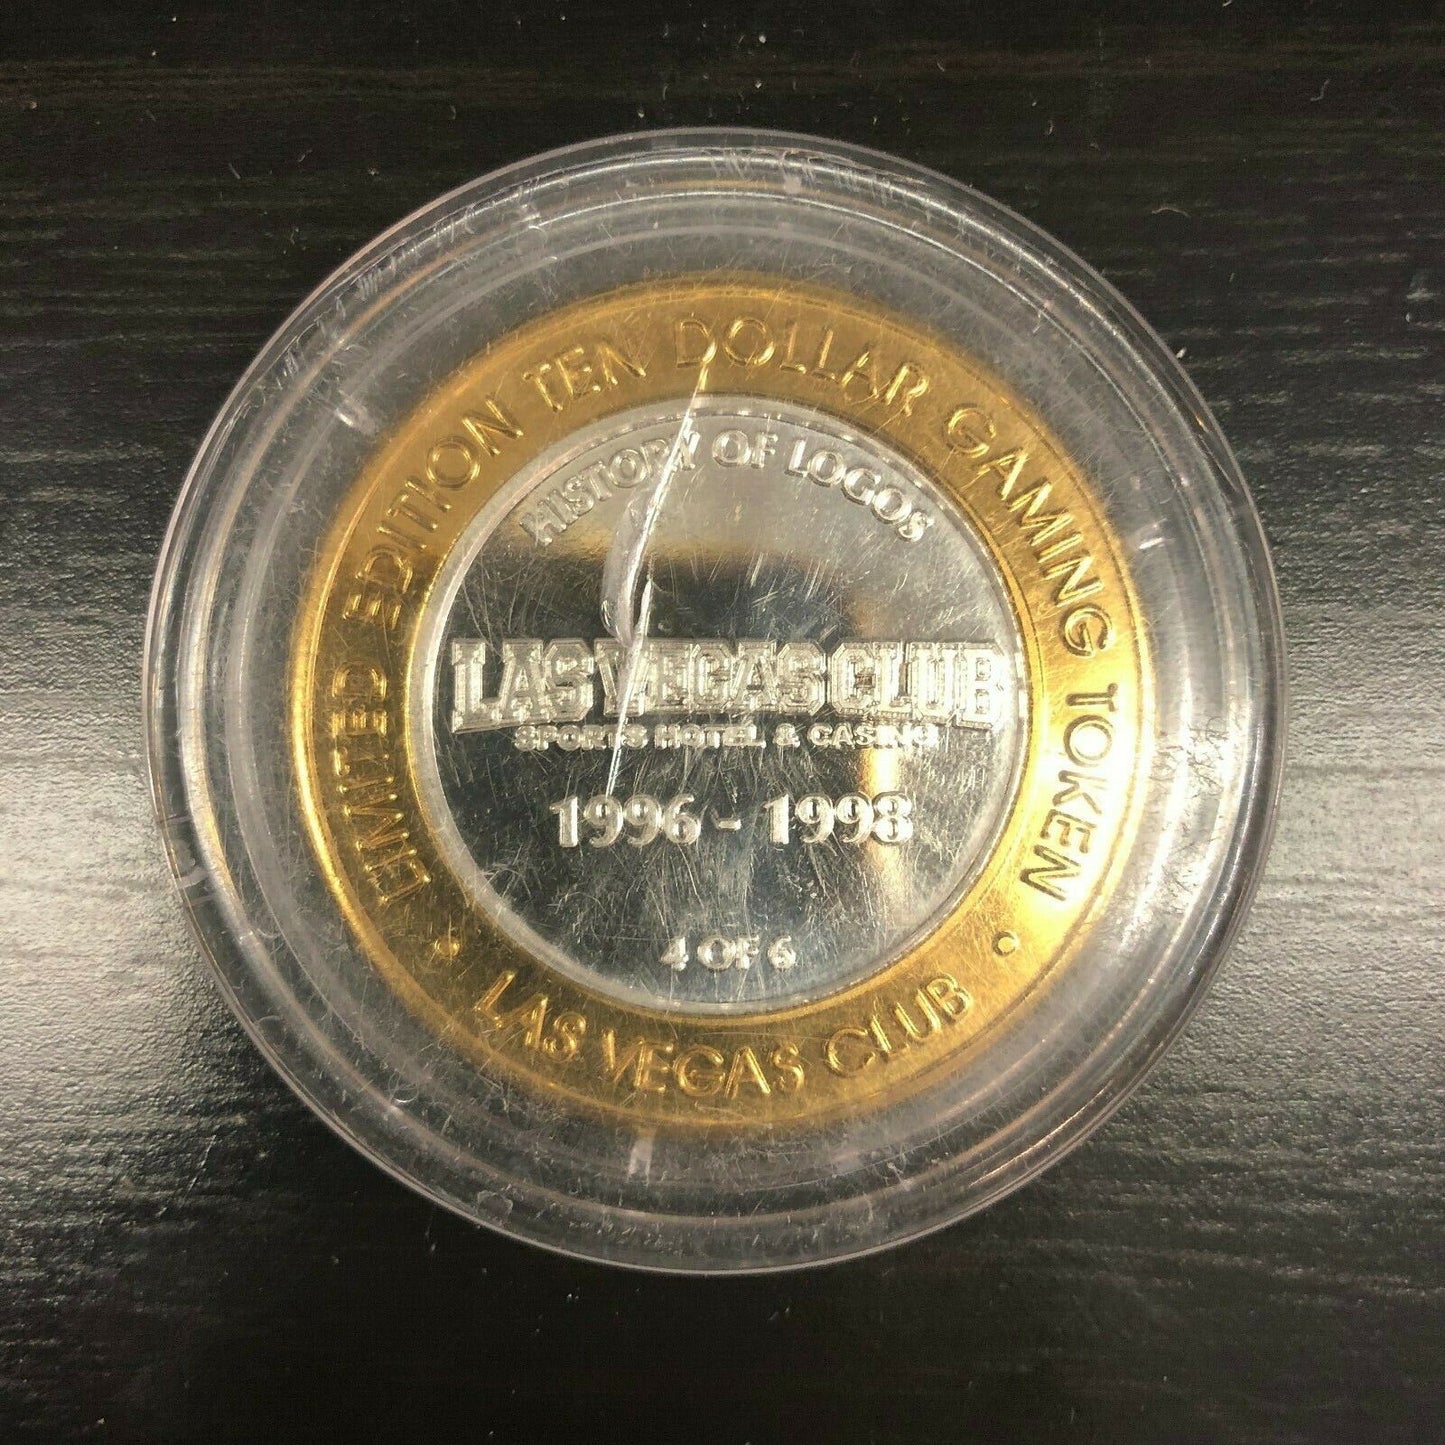 LIMITED EDITION TEN DOLLAR GAMING TOKEN
HISTORY OF LOGOS
LAS VEGAS CLUB
SPORTS HOTEL & CASINO
1996 - 1998
4 OF 6
• LAS VEGAS CLUB •